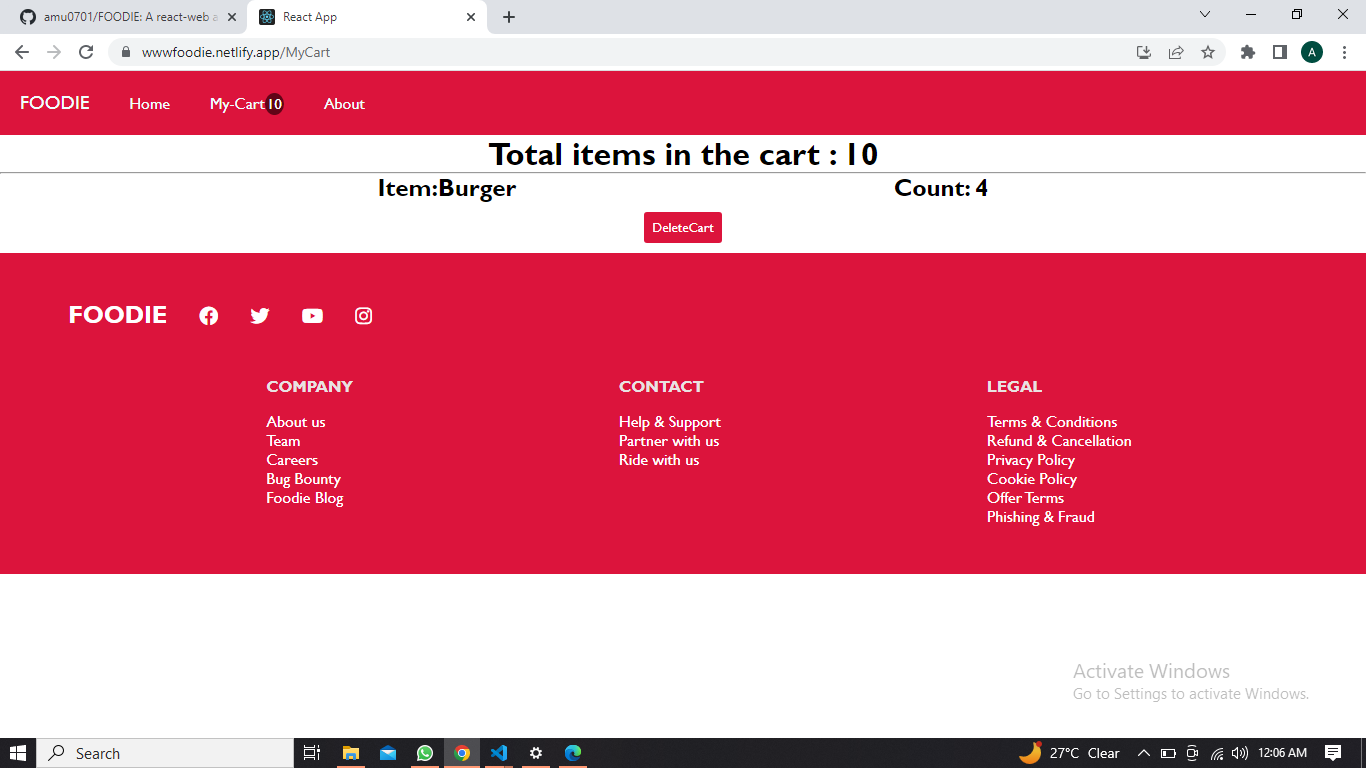 amu0701/FOODIE: A react-web a
React App
wwwfoodie.netlify.app/MyCart
A
FOODIE Home My-Cart 10 About
Total items in the cart : 10
Item:Burger Count: 4
DeleteCart
FOODIE
COMPANY
About us
Team
Careers
Bug Bounty
Foodie Blog
CONTACT
Help & Support
Partner with us
Ride with us
LEGAL
Terms & Conditions
Refund & Cancellation
Privacy Policy
Cookie Policy
Offer Terms
Phishing & Fraud
Activate Windows
Go to Settings to activate Windows.
Search
27°C Clear
12:06 AM